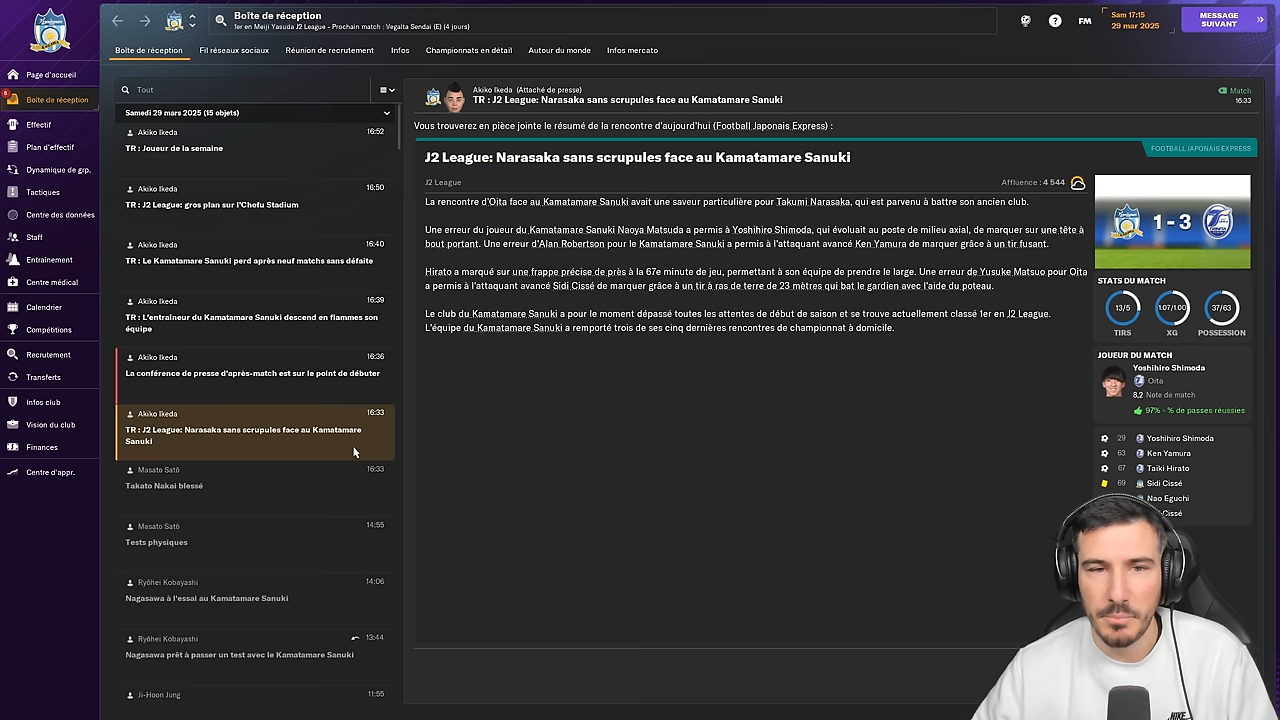 Boîte de réception
1er en Meiji Yasuda J2 League - Prochain match : Vegalta Sendai (E) (4 jours)
FM
Sam 17:15
29 mar 2025
MESSAGE
SUIVANT
Boîte de réception
Fil réseaux sociaux
Réunion de recrutement
Infos
Championnats en détail
Autour du monde
Infos mercato
Page d'accueil
Boîte de réception
Effectif
Plan d'effectif
Dynamique de grp.
Tactiques
Centre des données
Staff
Entraînement
Centre médical
Calendrier
Compétitions
Recrutement
Transferts
Infos club
Vision du club
Finances
Centre d'appr.
Tout
Samedi 29 mars 2025 (15 objets)
Akiko Ikeda 16:52
TR : Joueur de la semaine
Akiko Ikeda 16:50
TR : J2 League: gros plan sur l'Chofu Stadium
Akiko Ikeda 16:40
TR : Le Kamatamare Sanuki perd après neuf matchs sans défaite
Akiko Ikeda 16:39
TR : L'entraîneur du Kamatamare Sanuki descend en flammes son
équipe
Akiko Ikeda 16:36
La conférence de presse d'après-match est sur le point de débuter
Akiko Ikeda 16:33
TR : J2 League: Narasaka sans scrupules face au Kamatamare
Sanuki
Masato Satô 16:33
Takato Nakai blessé
Masato Satô 14:55
Tests physiques
Ryôhei Kobayashi 14:06
Nagasawa à l'essai au Kamatamare Sanuki
Ryôhei Kobayashi 13:44
Nagasawa prêt à passer un test avec le Kamatamare Sanuki
Ji-Hoon Jung 11:55
Akiko Ikeda (Attaché de presse)
TR : J2 League: Narasaka sans scrupules face au Kamatamare Sanuki
Match
16:33
Vous trouverez en pièce jointe le résumé de la rencontre d'aujourd'hui (Football Japonais Express) :
FOOTBALL JAPONAIS EXPRESS
J2 League: Narasaka sans scrupules face au Kamatamare Sanuki
J2 League
Affluence : 4 544
La rencontre d'Oita face au Kamatamare Sanuki avait une saveur particulière pour Takumi Narasaka, qui est parvenu à battre son ancien club.
Une erreur du joueur du Kamatamare Sanuki Naoya Matsuda a permis à Yoshihiro Shimoda, qui évoluait au poste de milieu axial, de marquer sur une tête à
bout portant. Une erreur d'Alan Robertson pour le Kamatamare Sanuki a permis à l'attaquant avancé Ken Yamura de marquer grâce à un tir fusant.
Hirato a marqué sur une frappe précise de près à la 67e minute de jeu, permettant à son équipe de prendre le large. Une erreur de Yusuke Matsuo pour Oita
a permis à l'attaquant avancé Sidi Cissé de marquer grâce à un tir à ras de terre de 23 mètres qui bat le gardien avec l'aide du poteau.
Le club du Kamatamare Sanuki a pour le moment dépassé toutes les attentes de début de saison et se trouve actuellement classé 1er en J2 League.
L'équipe du Kamatamare Sanuki a remporté trois de ses cinq dernières rencontres de championnat à domicile.
1 - 3
STATS DU MATCH
13/5
1.07/1.00
37/63
TIRS
XG
POSSESSION
JOUEUR DU MATCH
Yoshihiro Shimoda
Oita
8,2 Note de match
97% - % de passes réussies
29 Yoshihiro Shimoda
63 Ken Yamura
67 Taiki Hirato
69 Sidi Cissé
Nao Eguchi
Cissé
NIKE